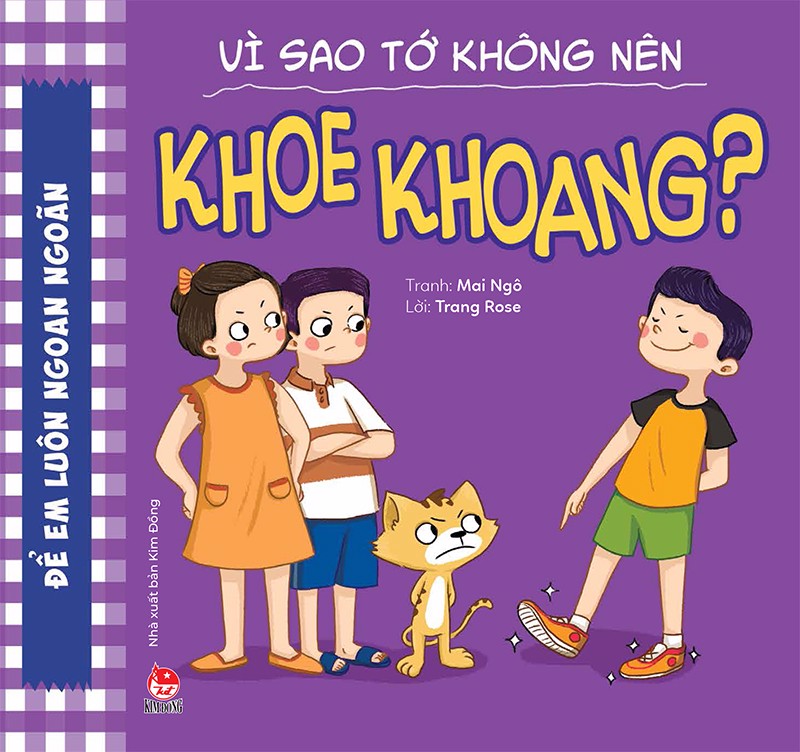 VÌ SAO TỚ KHÔNG NÊN
KHOE KHOANG?
Tranh: Mai Ngô
Lời: Trang Rose
ĐỂ EM LUÔN NGOAN NGOÃN
Nhà xuất bản Kim Đồng
KIM ĐỒNG